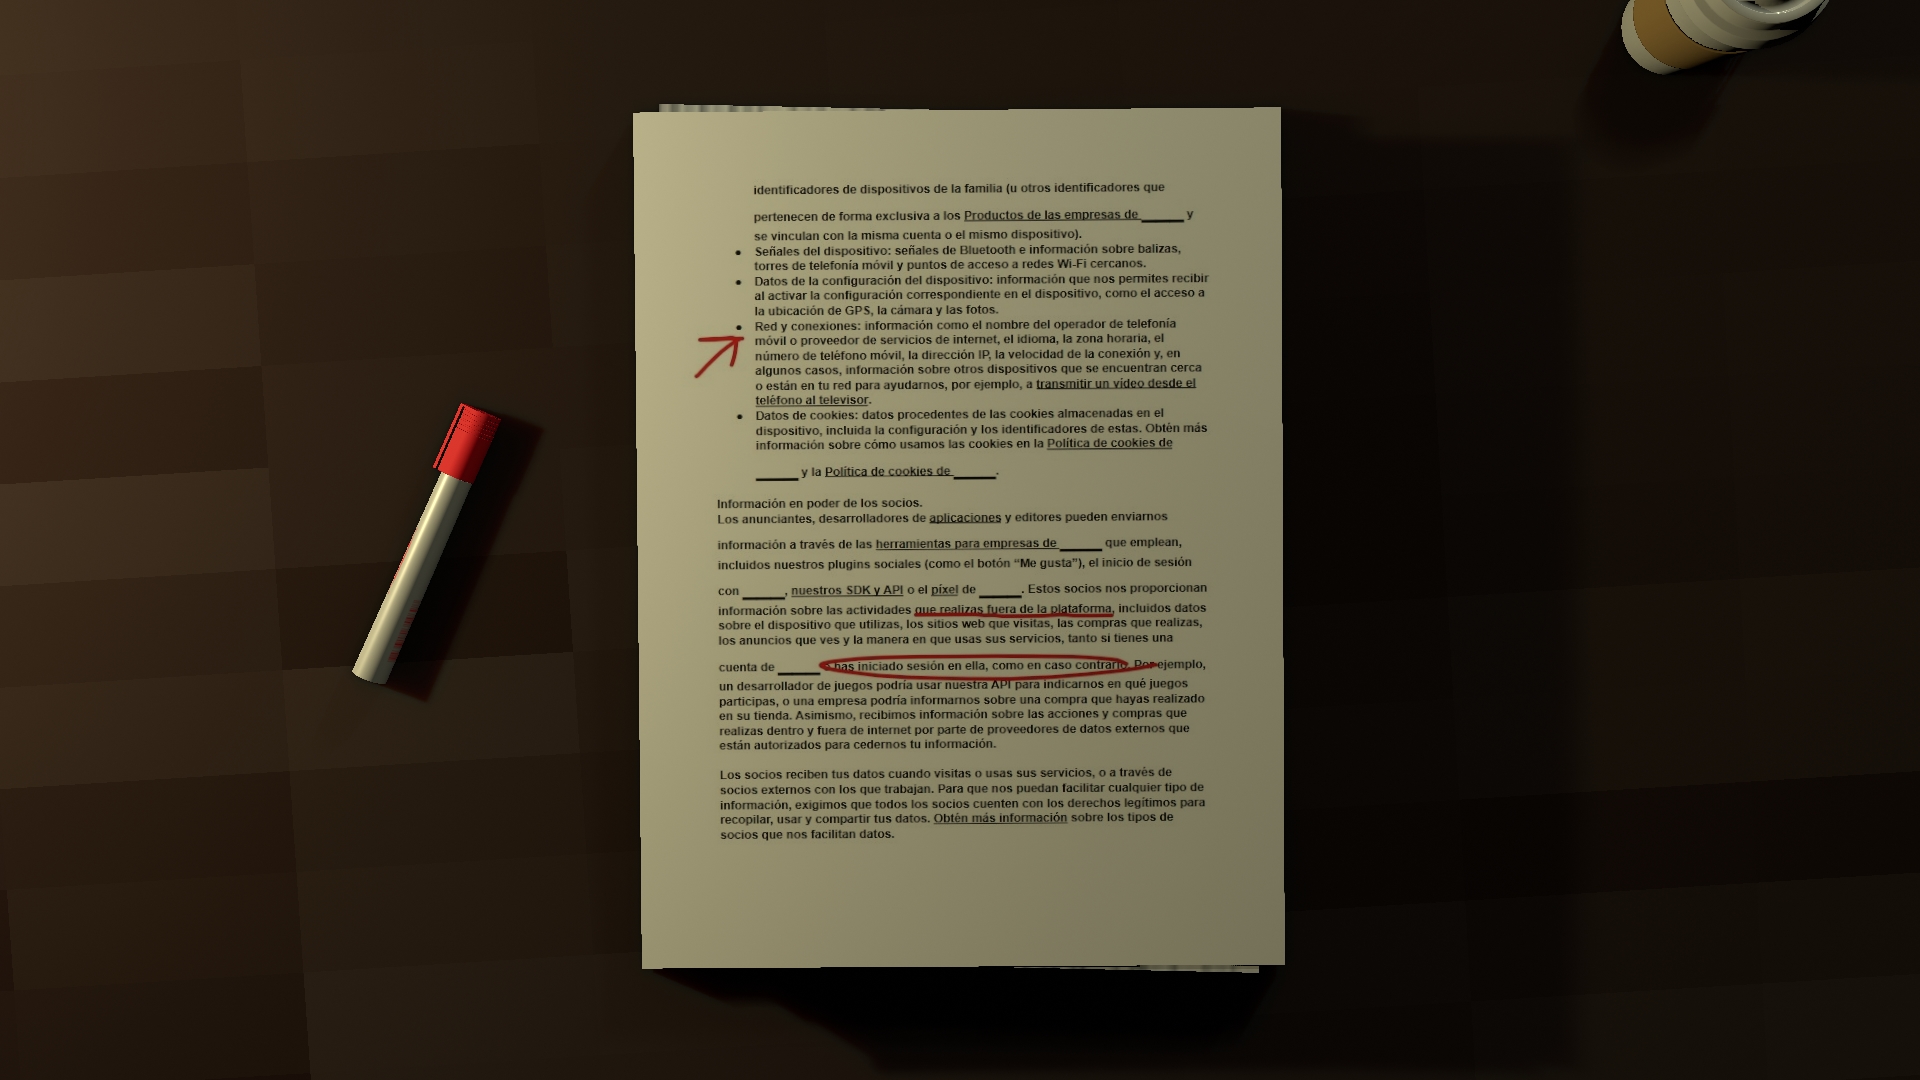 identificadores de dispositivos de la familia (u otros identificadores que
pertenecen de forma exclusiva a los Productos de las empresas de ______ y
se vinculan con la misma cuenta o el mismo dispositivo).
● Señales del dispositivo: señales de Bluetooth e información sobre balizas,
torres de telefonía móvil y puntos de acceso a redes Wi-Fi cercanos.
● Datos de la configuración del dispositivo: información que nos permites recibir
al activar la configuración correspondiente en el dispositivo, como el acceso a
la ubicación de GPS, la cámara y las fotos.
● Red y conexiones: información como el nombre del operador de telefonía
móvil o proveedor de servicios de internet, el idioma, la zona horaria, el
número de teléfono móvil, la dirección IP, la velocidad de la conexión y, en
algunos casos, información sobre otros dispositivos que se encuentran cerca
o están en tu red para ayudarnos, por ejemplo, a transmitir un vídeo desde el
teléfono al televisor.
● Datos de cookies: datos procedentes de las cookies almacenadas en el
dispositivo, incluida la configuración y los identificadores de estas. Obtén más
información sobre cómo usamos las cookies en la Política de cookies de
______ y la Política de cookies de ______.
Información en poder de los socios.
Los anunciantes, desarrolladores de aplicaciones y editores pueden enviarnos
información a través de las herramientas para empresas de ______ que emplean,
incluidos nuestros plugins sociales (como el botón “Me gusta”), el inicio de sesión
con ______, nuestros SDK y API o el píxel de ______. Estos socios nos proporcionan
información sobre las actividades que realizas fuera de la plataforma, incluidos datos
sobre el dispositivo que utilizas, los sitios web que visitas, las compras que realizas,
los anuncios que ves y la manera en que usas sus servicios, tanto si tienes una
cuenta de ______ o has iniciado sesión en ella, como en caso contrario. Por ejemplo,
un desarrollador de juegos podría usar nuestra API para indicarnos en qué juegos
participas, o una empresa podría informarnos sobre una compra que hayas realizado
en su tienda. Asimismo, recibimos información sobre las acciones y compras que
realizas dentro y fuera de internet por parte de proveedores de datos externos que
están autorizados para cedernos tu información.
Los socios reciben tus datos cuando visitas o usas sus servicios, o a través de
socios externos con los que trabajan. Para que nos puedan facilitar cualquier tipo de
información, exigimos que todos los socios cuenten con los derechos legítimos para
recopilar, usar y compartir tus datos. Obtén más información sobre los tipos de
socios que nos facilitan datos.